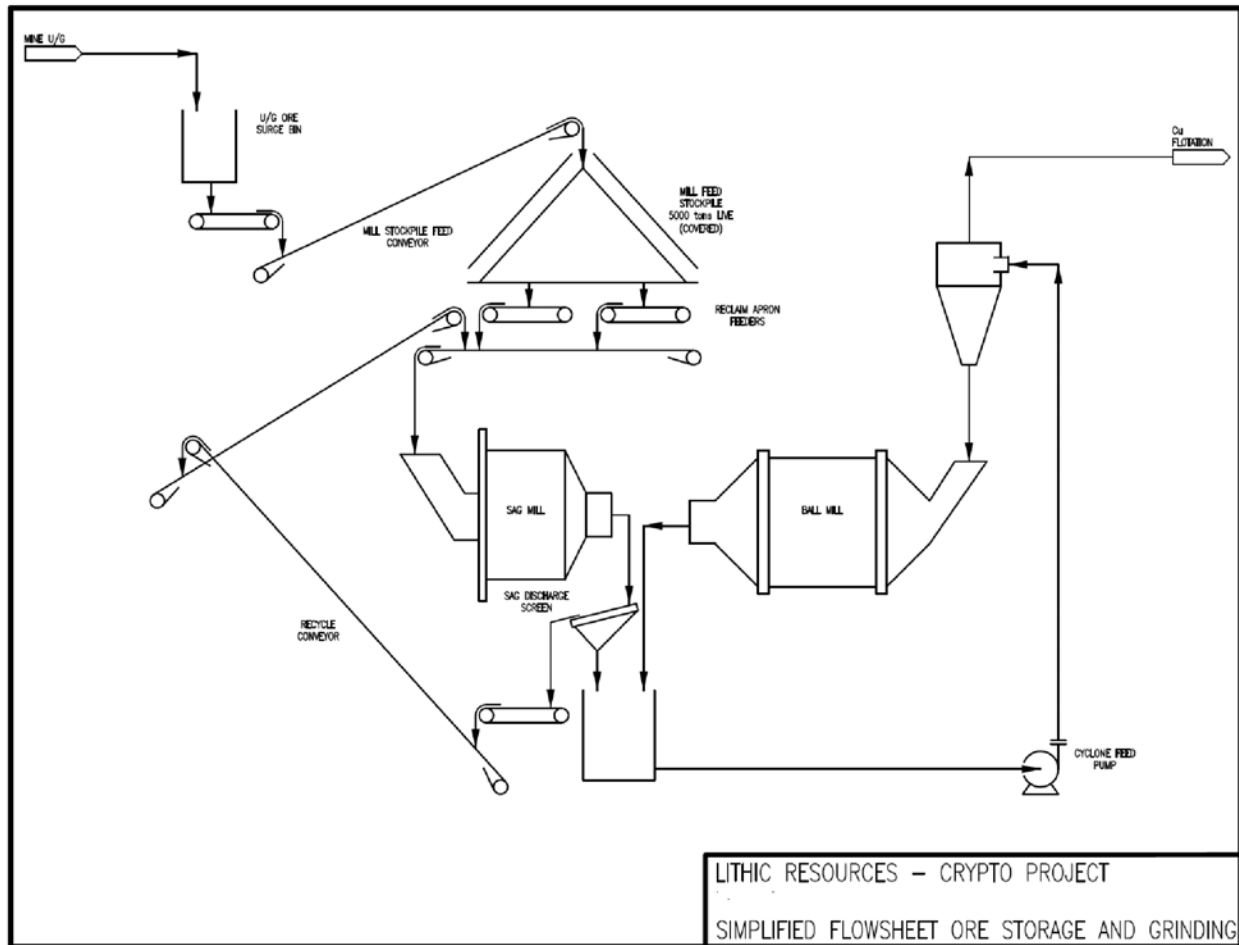 MINE U/G
U/G ORE
SURGE BIN
Cu
FLOTATION
MILL FEED
STOCKPILE
5000 tons LIVE
(COVERED)
MILL STOCKPILE FEED
CONVEYOR
RECLAIM APRON
FEEDERS
SAG MILL
BALL MILL
SAG DISCHARGE
SCREEN
RECYCLE
CONVEYOR
CYCLONE FEED
PUMP
LITHIC RESOURCES – CRYPTO PROJECT
SIMPLIFIED FLOWSHEET ORE STORAGE AND GRINDING